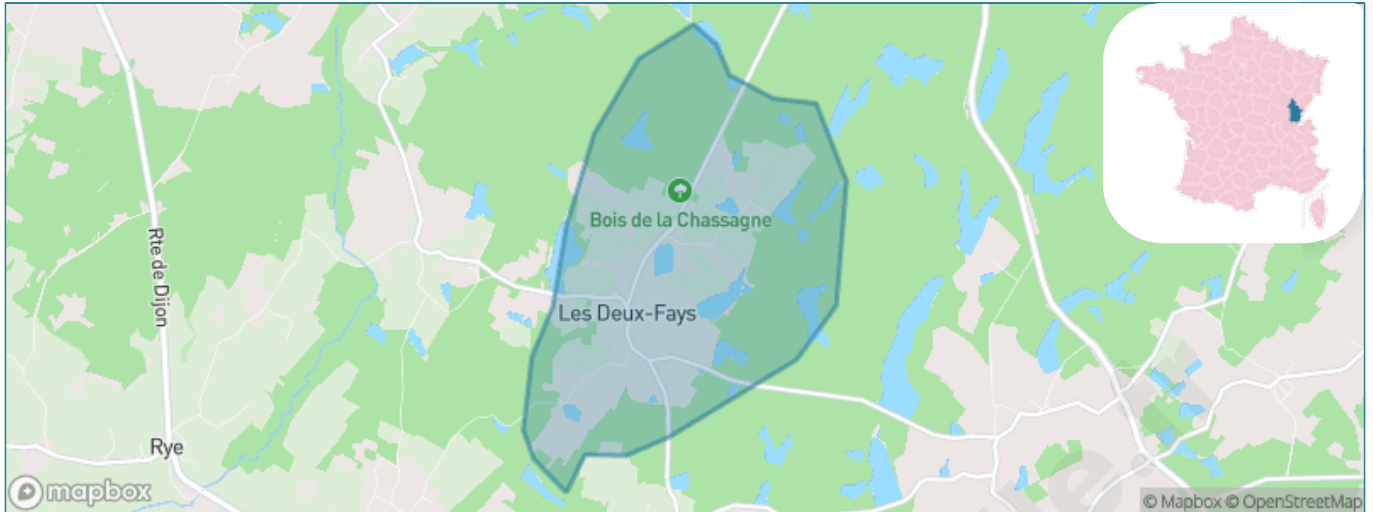 Bois de la Chassagne
Rte de Dijon
Les Deux-Fays
Rye
mapbox
© Mapbox © OpenStreetMap